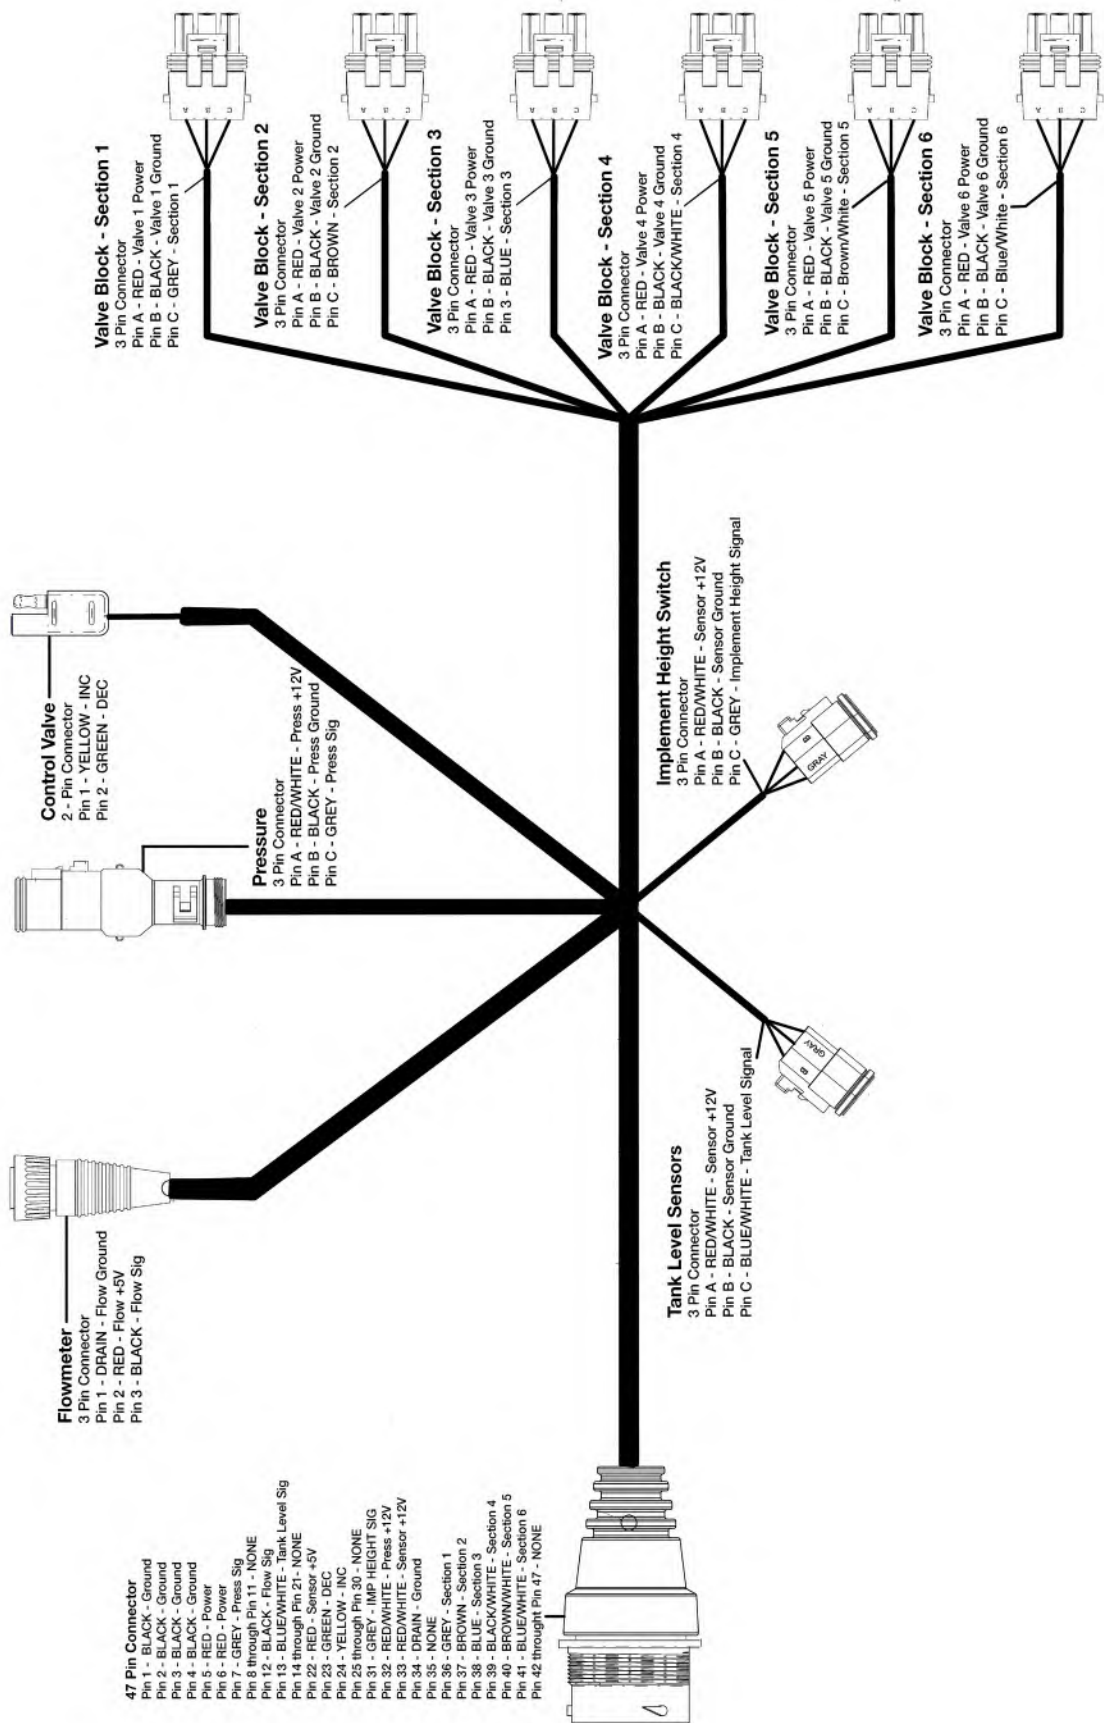 47 Pin Connector
Pin 1 - BLACK - Ground
Pin 2 - BLACK - Ground
Pin 3 - BLACK - Ground
Pin 4 - BLACK - Ground
Pin 5 - RED - Power
Pin 6 - RED - Power
Pin 7 - GREY - Press Sig
Pin 8 through Pin 11 - NONE
Pin 12 - BLACK - Flow Sig
Pin 13 - BLUE/WHITE - Tank Level Sig
Pin 14 through Pin 21- NONE
Pin 22 - RED - Sensor +5V
Pin 23 - GREEN - DEC
Pin 24 - YELLOW - INC
Pin 25 through Pin 30 - NONE
Pin 31 - GREY - IMP HEIGHT SIG
Pin 32 - RED/WHITE - Press +12V
Pin 33 - RED/WHITE - Sensor +12V
Pin 34 - DRAIN - Ground
Pin 35 - NONE
Pin 36 - GREY - Section 1
Pin 37 - BROWN - Section 2
Pin 38 - BLUE - Section 3
Pin 39 - BLACK/WHITE - Section 4
Pin 40 - BROWN/WHITE - Section 5
Pin 41 - BLUE/WHITE - Section 6
Pin 42 throught Pin 47 - NONE
Flowmeter
3 Pin Connector
Pin 1 - DRAIN - Flow Ground
Pin 2 - RED - Flow +5V
Pin 3 - BLACK - Flow Sig
Pressure
3 Pin Connector
Pin A - RED/WHITE - Press +12V
Pin B - BLACK - Press Ground
Pin C - GREY - Press Sig
Control Valve
2 - Pin Connector
Pin 1 - YELLOW - INC
Pin 2 - GREEN - DEC
Tank Level Sensors
3 Pin Connector
Pin A - RED/WHITE - Sensor +12V
Pin B - BLACK - Sensor Ground
Pin C - BLUE/WHITE - Tank Level Signal
B
GRAY
Implement Height Switch
3 Pin Connector
Pin A - RED/WHITE - Sensor +12V
Pin B - BLACK - Sensor Ground
Pin C - GREY - Implement Height Signal
B
GRAY
Valve Block - Section 1
3 Pin Connector
Pin A - RED - Valve 1 Power
Pin B - BLACK - Valve 1 Ground
Pin C - GREY - Section 1
A
B
C
Valve Block - Section 2
3 Pin Connector
Pin A - RED - Valve 2 Power
Pin B - BLACK - Valve 2 Ground
Pin C - BROWN - Section 2
A
B
C
Valve Block - Section 3
3 Pin Connector
Pin A - RED - Valve 3 Power
Pin B - BLACK - Valve 3 Ground
Pin 3 - BLUE - Section 3
A
B
C
Valve Block - Section 4
3 Pin Connector
Pin A - RED - Valve 4 Power
Pin B - BLACK - Valve 4 Ground
Pin C - BLACK/WHITE - Section 4
A
B
C
Valve Block - Section 5
3 Pin Connector
Pin A - RED - Valve 5 Power
Pin B - BLACK - Valve 5 Ground
Pin C - Brown/White - Section 5
A
B
C
Valve Block - Section 6
3 Pin Connector
Pin A - RED - Valve 6 Power
Pin B - BLACK - Valve 6 Ground
Pin C - Blue/White - Section 6
A
B
C